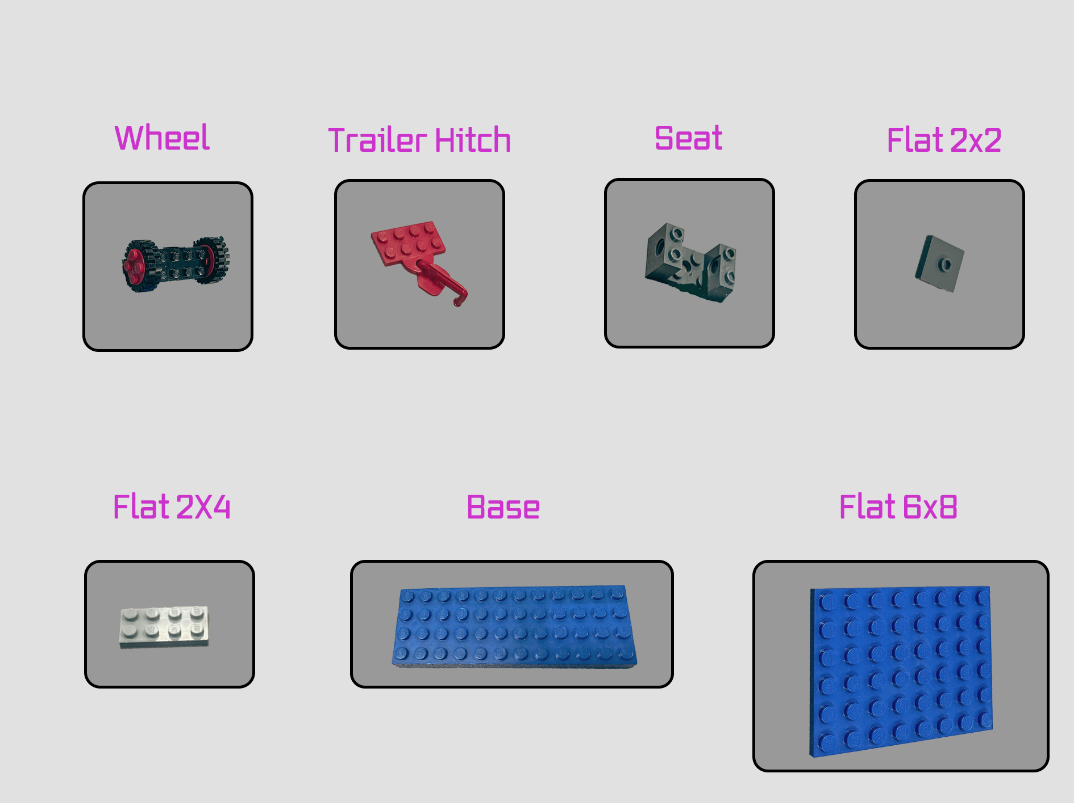 Wheel
Trailer Hitch
Seat
Flat 2x2
Flat 2X4
Base
Flat 6x8